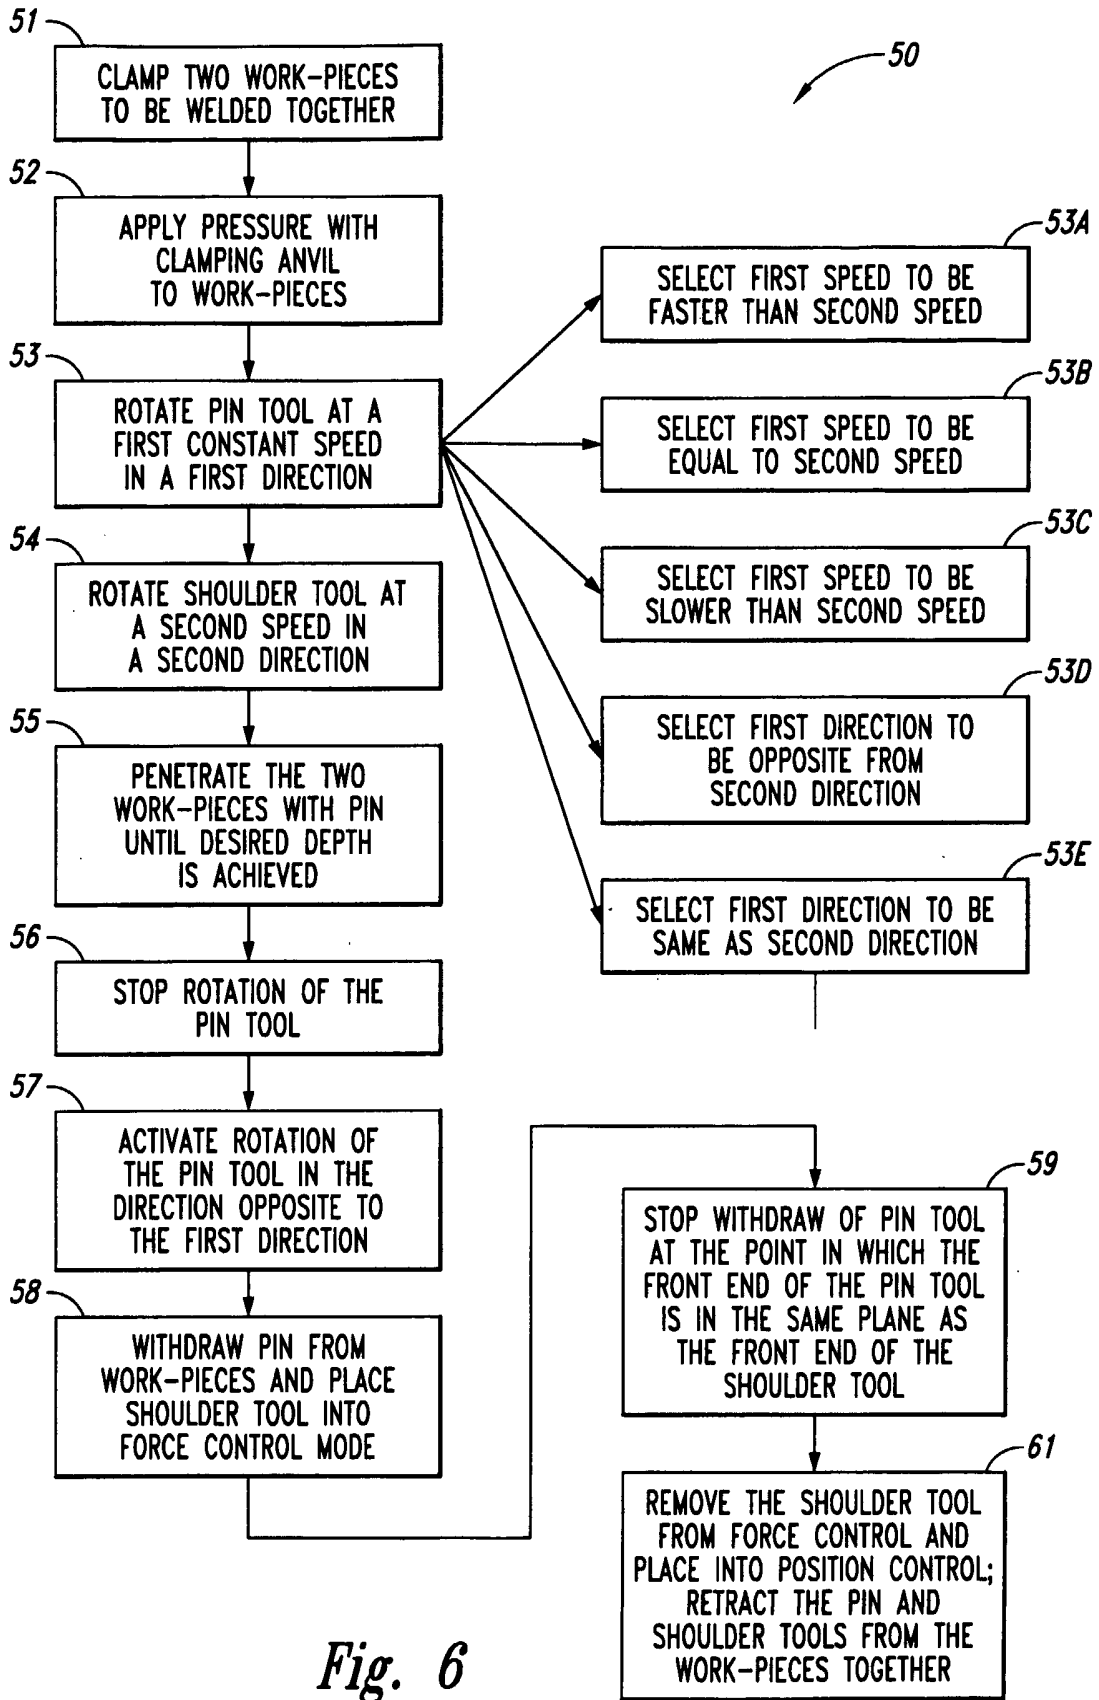 51
CLAMP TWO WORK-PIECES
TO BE WELDED TOGETHER
50
52
APPLY PRESSURE WITH
CLAMPING ANVIL
TO WORK-PIECES
53
ROTATE PIN TOOL AT A
FIRST CONSTANT SPEED
IN A FIRST DIRECTION
53A
SELECT FIRST SPEED TO BE
FASTER THAN SECOND SPEED
53B
SELECT FIRST SPEED TO BE
EQUAL TO SECOND SPEED
53C
SELECT FIRST SPEED TO BE
SLOWER THAN SECOND SPEED
53D
SELECT FIRST DIRECTION TO
BE OPPOSITE FROM
SECOND DIRECTION
53E
SELECT FIRST DIRECTION TO BE
SAME AS SECOND DIRECTION
54
ROTATE SHOULDER TOOL AT
A SECOND SPEED IN
A SECOND DIRECTION
55
PENETRATE THE TWO
WORK-PIECES WITH PIN
UNTIL DESIRED DEPTH
IS ACHIEVED
56
STOP ROTATION OF THE
PIN TOOL
57
ACTIVATE ROTATION OF
THE PIN TOOL IN THE
DIRECTION OPPOSITE TO
THE FIRST DIRECTION
58
WITHDRAW PIN FROM
WORK-PIECES AND PLACE
SHOULDER TOOL INTO
FORCE CONTROL MODE
59
STOP WITHDRAW OF PIN TOOL
AT THE POINT IN WHICH THE
FRONT END OF THE PIN TOOL
IS IN THE SAME PLANE AS
THE FRONT END OF THE
SHOULDER TOOL
61
REMOVE THE SHOULDER TOOL
FROM FORCE CONTROL AND
PLACE INTO POSITION CONTROL;
RETRACT THE PIN AND
SHOULDER TOOLS FROM THE
WORK-PIECES TOGETHER
Fig. 6